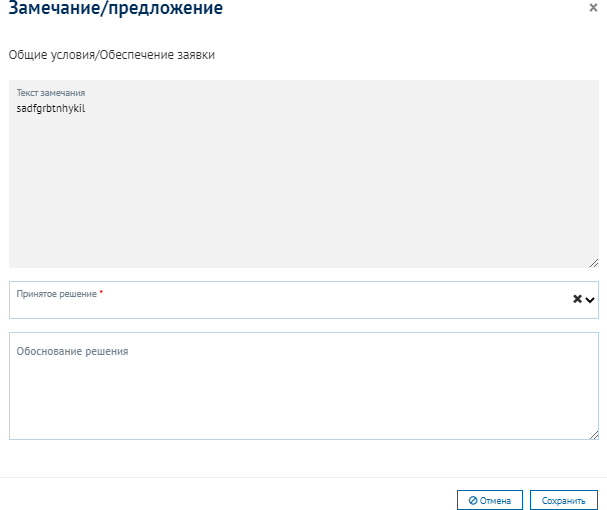 Замечание/предложение
Общие условия/Обеспечение заявки
Текст замечания
sadfgrbtnhykil
Принятое решение *
Обоснование решения
Отмена
Сохранить